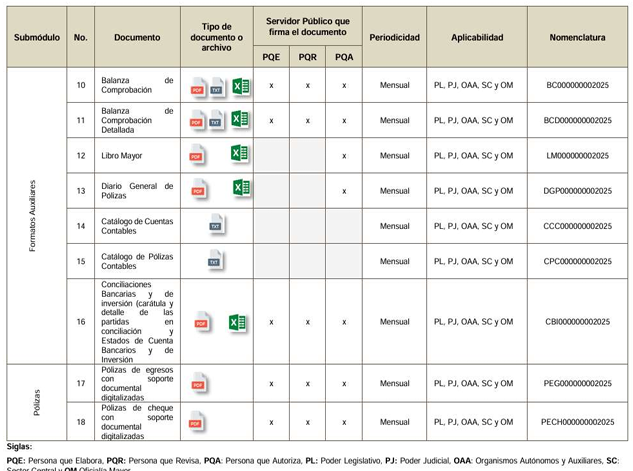 Submódulo No. Documento Tipo de documento o archivo Servidor Público que firma el documento Periodicidad Aplicabilidad Nomenclatura
PQE PQR PQA
Formatos Auxiliares
10 Balanza de Comprobación PDF TXT x x x Mensual PL, PJ, OAA, SC y OM BC000000002025
11 Balanza de Comprobación Detallada PDF TXT x x x Mensual PL, PJ, OAA, SC y OM BCD000000002025
12 Libro Mayor PDF x Mensual PL, PJ, OAA, SC y OM LM000000002025
13 Diario General de Pólizas PDF x Mensual PL, PJ, OAA, SC y OM DGP000000002025
14 Catálogo de Cuentas Contables TXT Mensual PL, PJ, OAA, SC y OM CCC000000002025
15 Catálogo de Pólizas Contables TXT Mensual PL, PJ, OAA, SC y OM CPC000000002025
16 Conciliaciones Bancarias y de inversión (carátula y detalle de las partidas en conciliación y Estados de Cuenta Bancarios y de Inversión PDF x x x Mensual PL, PJ, OAA, SC y OM CBI000000002025
Pólizas
17 Pólizas de egresos con soporte documental digitalizadas PDF x x x Mensual PL, PJ, OAA, SC y OM PEG000000002025
18 Pólizas de cheque con soporte documental digitalizadas PDF x x x Mensual PL, PJ, OAA, SC y OM PECH000000002025
Siglas:
PQE: Persona que Elabora, PQR: Persona que Revisa, PQA: Persona que Autoriza, PL: Poder Legislativo, PJ: Poder Judicial, OAA: Organismos Autónomos y Auxiliares, SC:
Sector Central y OM Oficialía Mayor